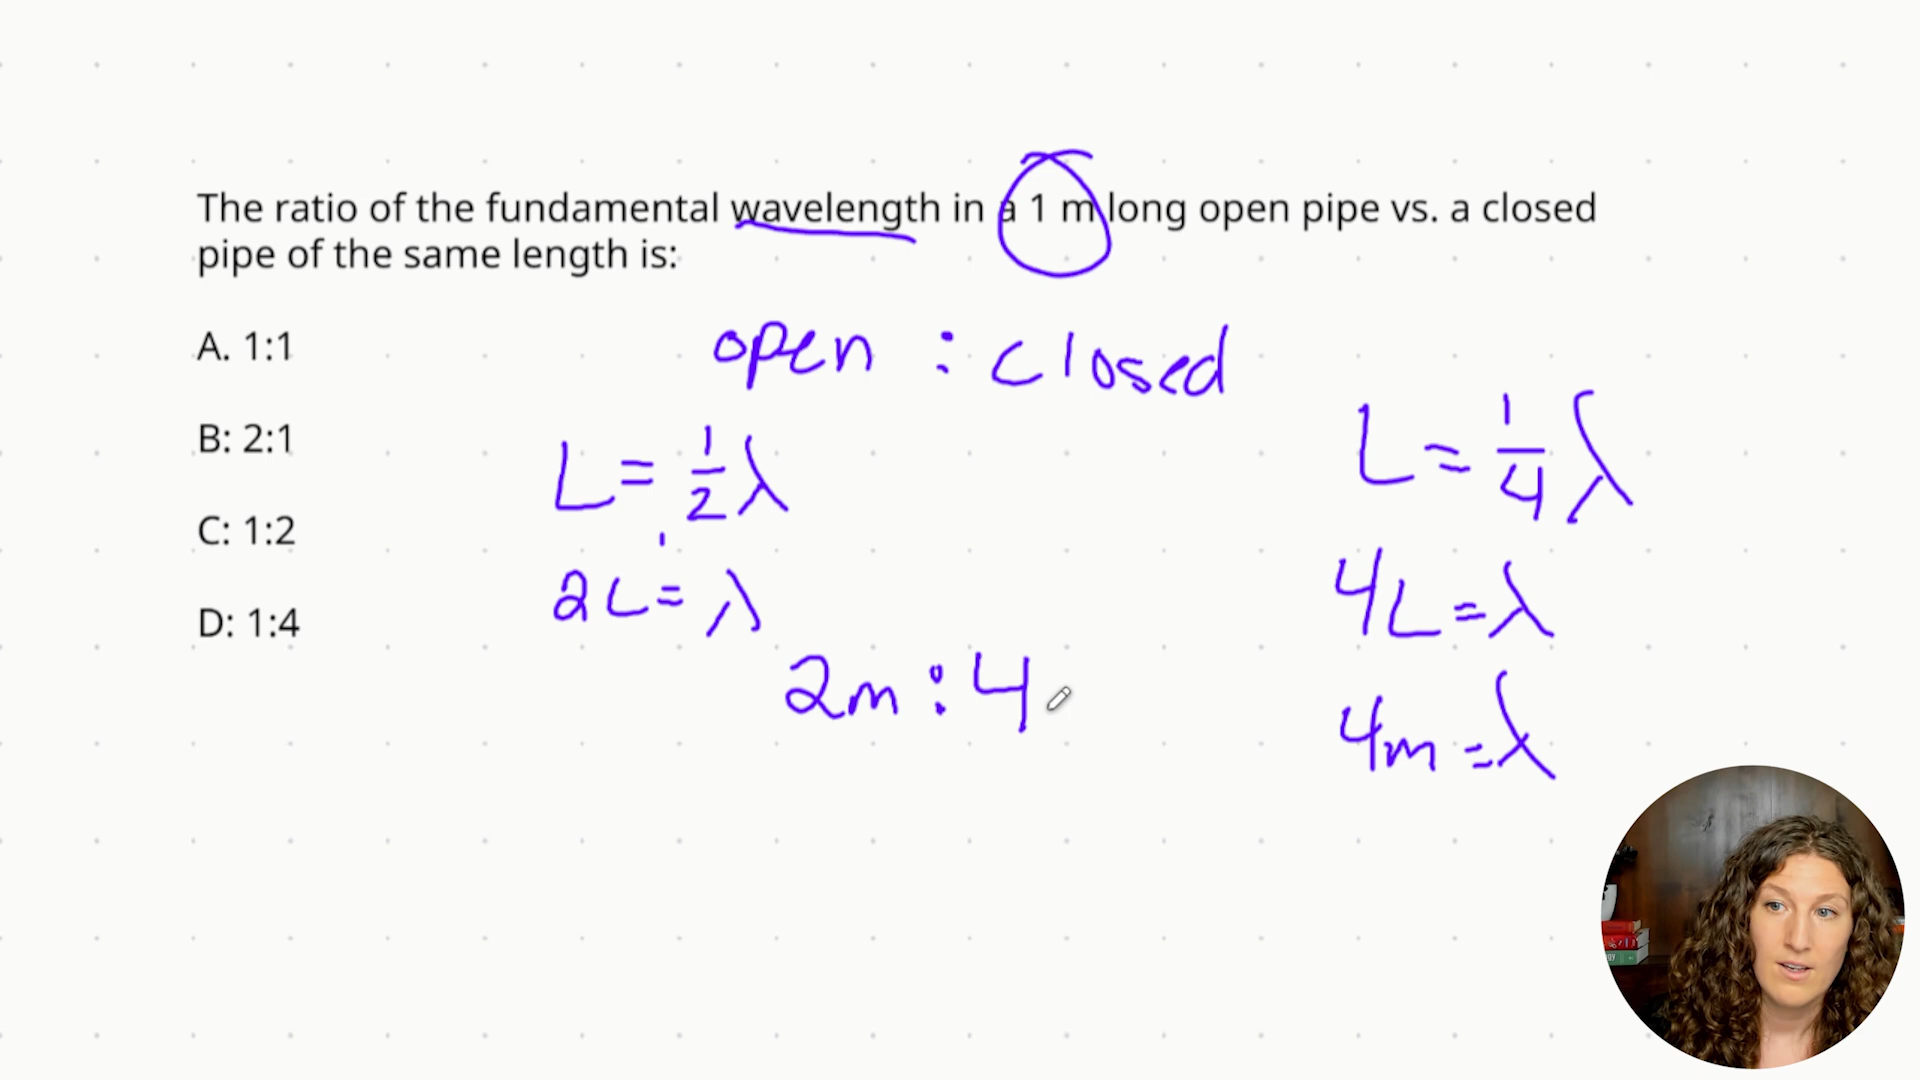 The ratio of the fundamental wavelength in a 1 m long open pipe vs. a closed
pipe of the same length is:
A. 1:1
B: 2:1
C: 1:2
D: 1:4
open : closed
L = 1/2 λ
2L = λ
L = 1/4 λ
4L = λ
4m = λ
2m : 4